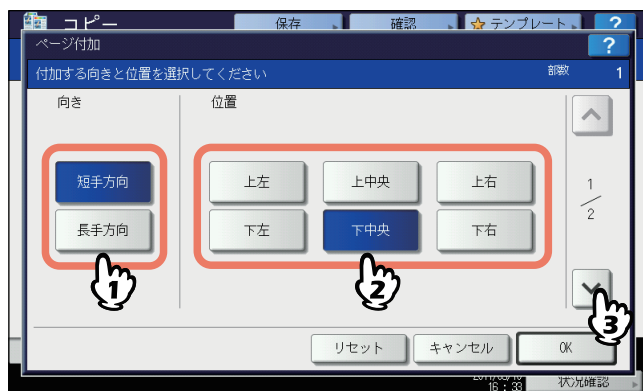 コピー 保存 確認 テンプレート ?
ページ付加 ?
付加する向きと位置を選択してください 部数 1
向き 位置
短手方向 上左 上中央 上右
長手方向 下左 下中央 下右
1/2
1 2 3
リセット キャンセル OK
16:33 状況確認